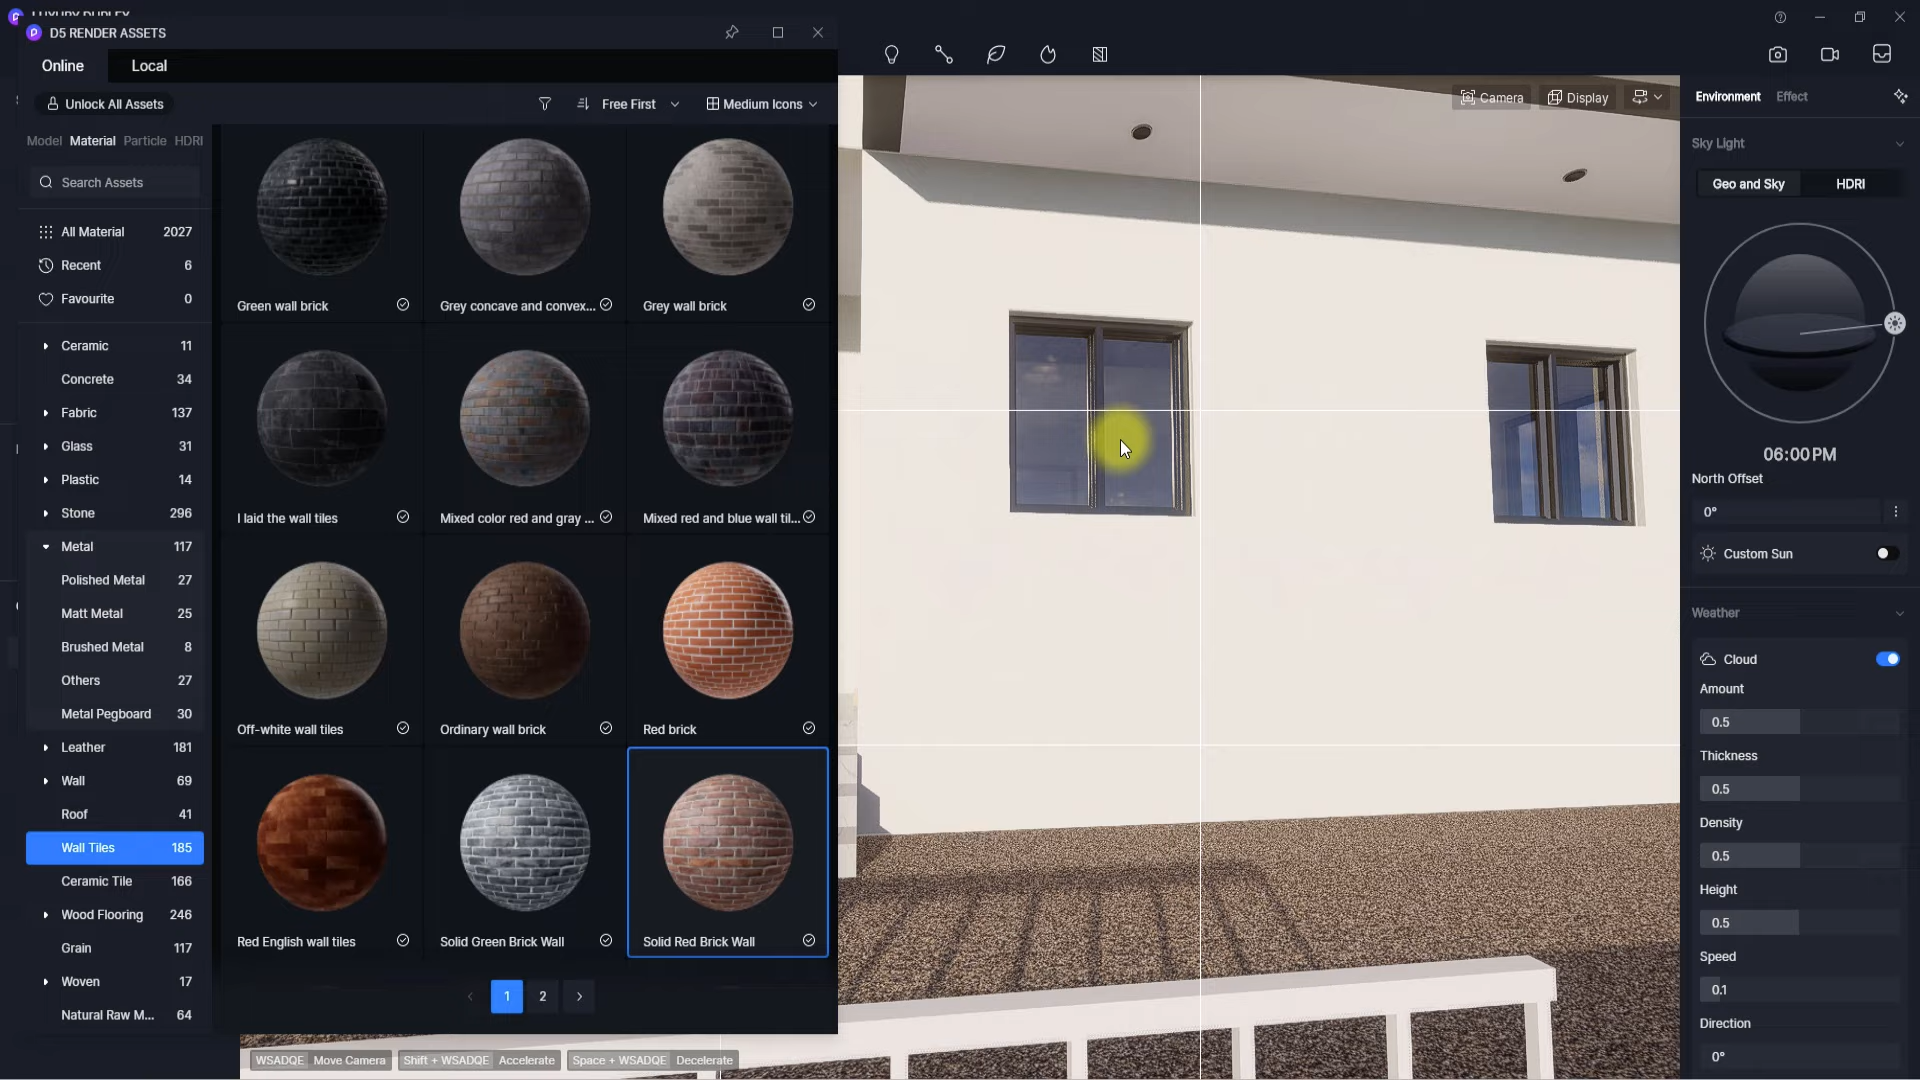 D5 RENDER ASSETS
Online
Local
Unlock All Assets
Free First
Medium Icons
Model Material Particle HDRI
Search Assets
All Material 2027
Recent 6
Favourite 0
Ceramic 11
Concrete 34
Fabric 137
Glass 31
Plastic 14
Stone 296
Metal 117
Polished Metal 27
Matt Metal 25
Brushed Metal 8
Others 27
Metal Pegboard 30
Leather 181
Wall 69
Roof 41
Wall Tiles 185
Ceramic Tile 166
Wood Flooring 246
Grain 117
Woven 17
Natural Raw M... 64
Green wall brick
Grey concave and convex...
Grey wall brick
I laid the wall tiles
Mixed color red and gray ...
Mixed red and blue wall til...
Off-white wall tiles
Ordinary wall brick
Red brick
Red English wall tiles
Solid Green Brick Wall
Solid Red Brick Wall
1 2
WSADQE Move Camera Shift + WSADQE Accelerate Space + WSADQE Decelerate
Camera
Display
Environment Effect
Sky Light
Geo and Sky
HDRI
06:00PM
North Offset
0°
Custom Sun
Weather
Cloud
Amount
0.5
Thickness
0.5
Density
0.5
Height
0.5
Speed
0.1
Direction
0°